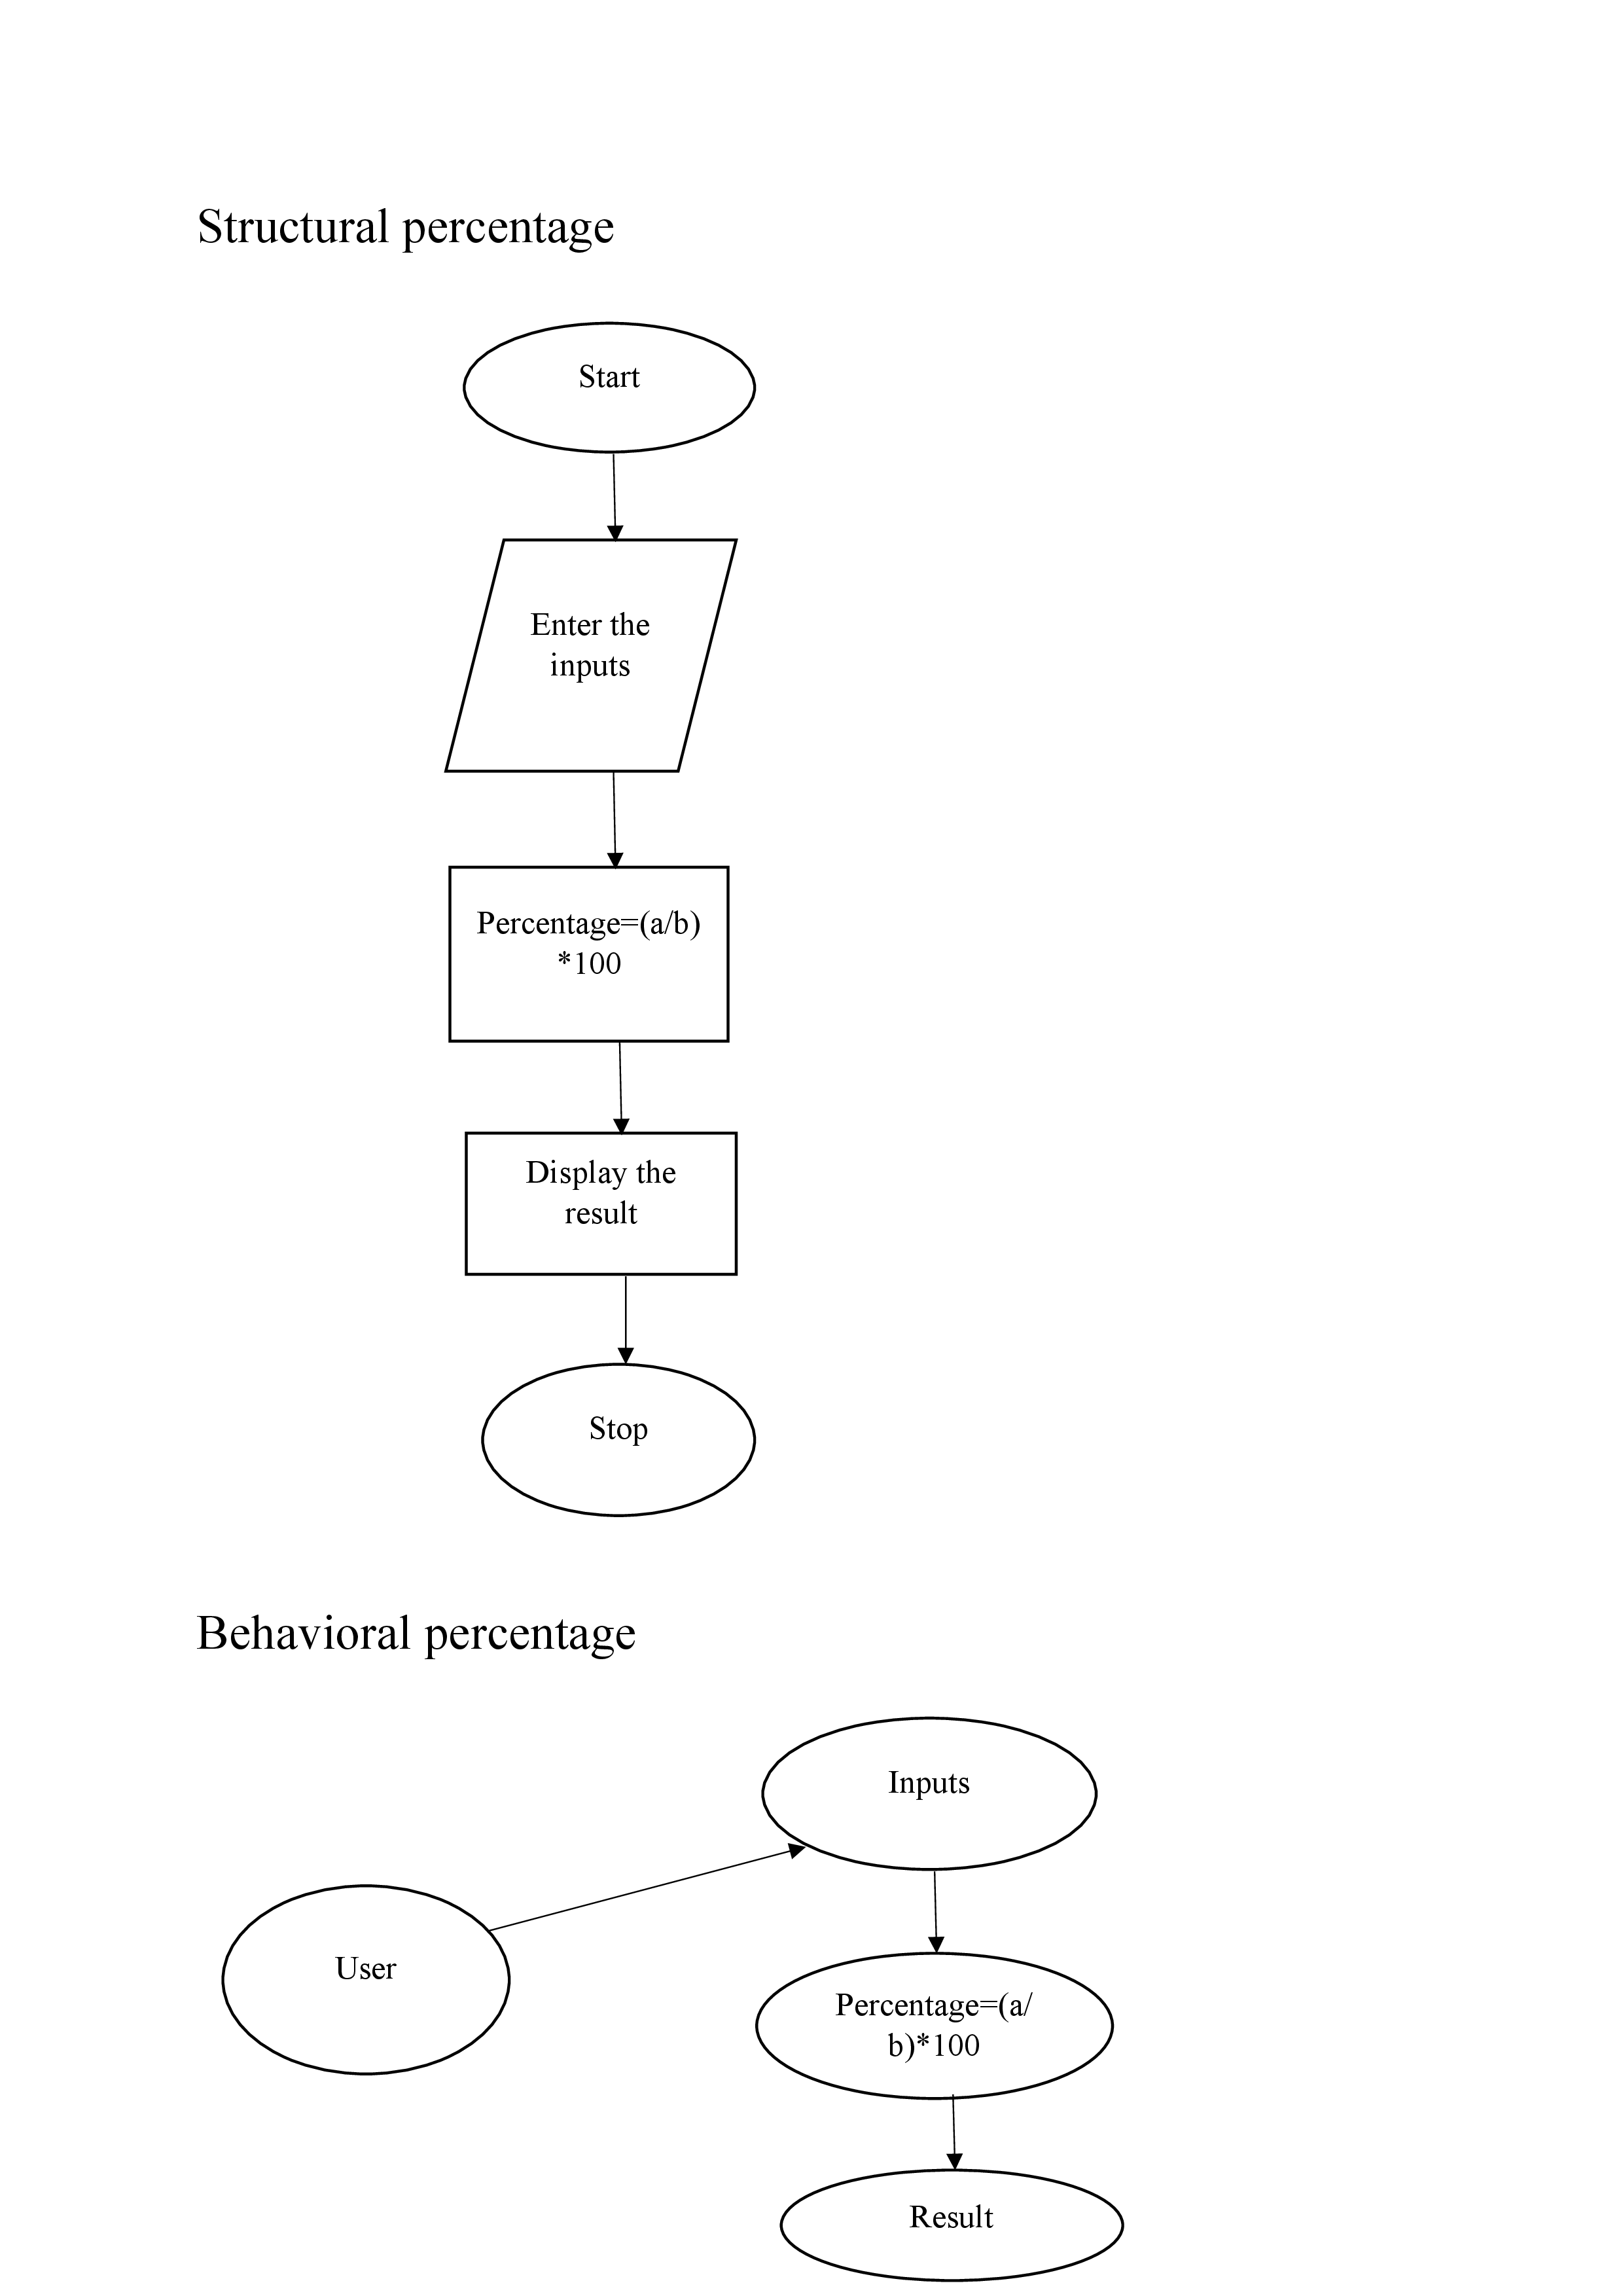 Structural percentage
Start
Enter the
inputs
Percentage=(a/b)
*100
Display the
result
Stop
Behavioral percentage
Inputs
User
Percentage=(a/
b)*100
Result